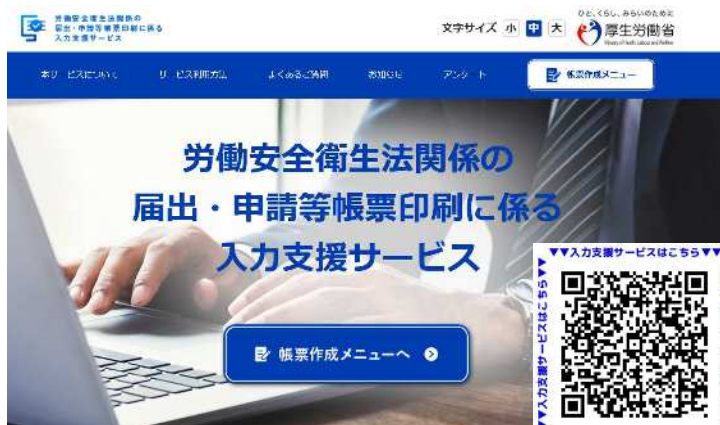 労働安全衛生法関係の
届出・申請等帳票印刷に係る
入力支援サービス
文字サイズ 小 中 大
ひと、くらし、みらいのために
厚生労働省
Ministry of Health, Labour and Welfare
本サービスについて サービス利用方法 よくあるご質問 お知らせ アンケート 帳票作成メニュー
労働安全衛生法関係の
届出・申請等帳票印刷に係る
入力支援サービス
帳票作成メニューへ
▼▼入力支援サービスはこちら▼▼
▼▼入力支援サービスはこちら▼▼